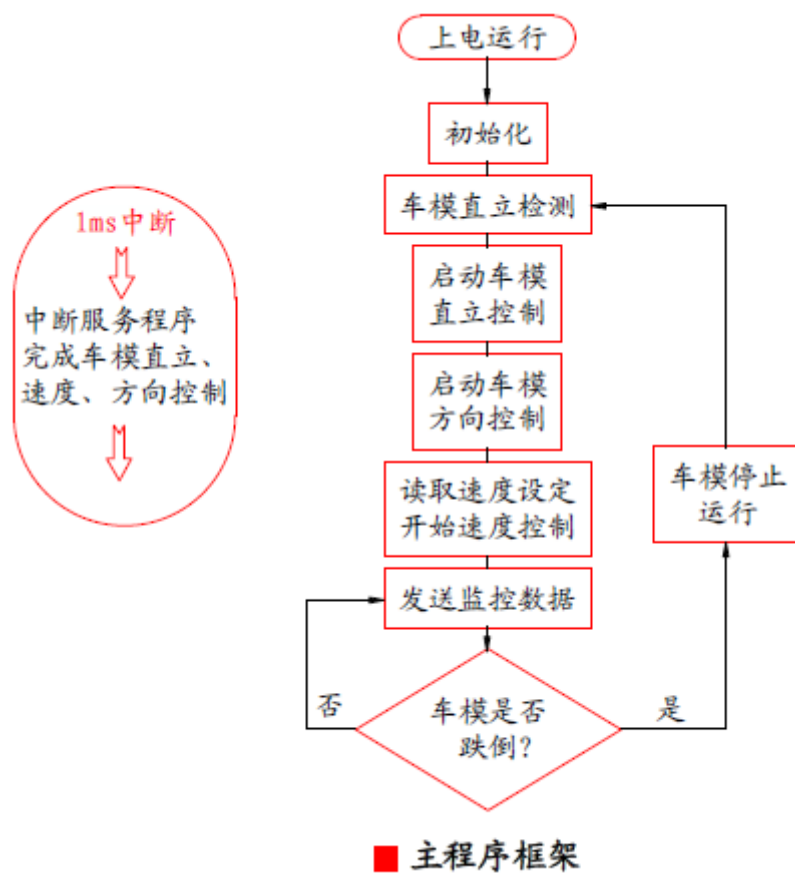 上电运行
初始化
车模直立检测
启动车模
直立控制
启动车模
方向控制
读取速度设定
开始速度控制
发送监控数据
车模是否
跌倒?
否
是
车模停止
运行
1ms中断
中断服务程序
完成车模直立、
速度、方向控制
主程序框架